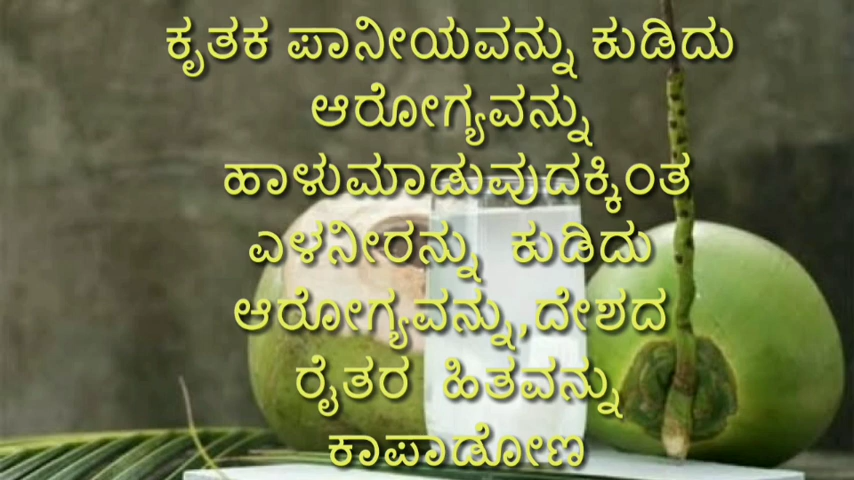 ಕೃತಕ ಪಾನೀಯವನ್ನು ಕುಡಿದು
ಆರೋಗ್ಯವನ್ನು
ಹಾಳುಮಾಡುವುದಕ್ಕಿಂತ
ಎಳನೀರನ್ನು ಕುಡಿದು
ಆರೋಗ್ಯವನ್ನು,ದೇಶದ
ರೈತರ ಹಿತವನ್ನು
ಕಾಪಾಡೋಣ